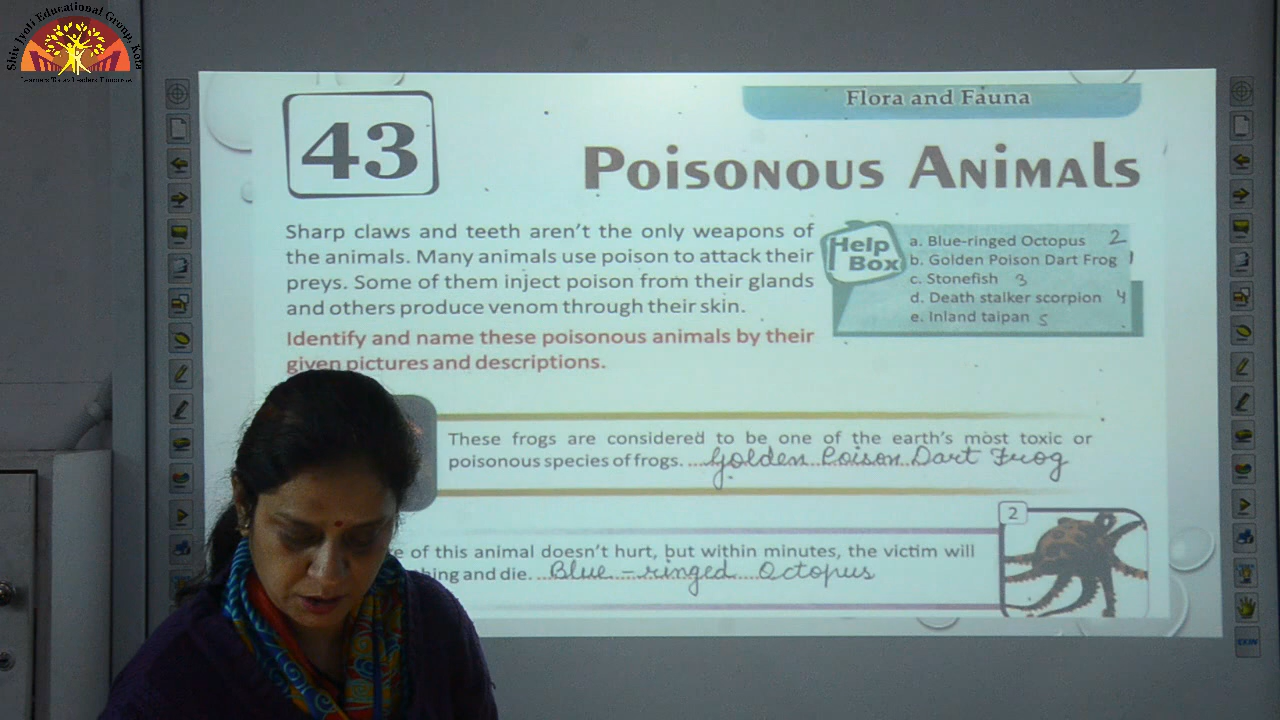 Shiv Jyoti Educational Group, Kota
Flora and Fauna
43
Poisonous Animals
Sharp claws and teeth aren't the only weapons of
the animals. Many animals use poison to attack their
preys. Some of them inject poison from their glands
and others produce venom through their skin.
Identify and name these poisonous animals by their
given pictures and descriptions.
Help
Box
a. Blue-ringed Octopus 2
b. Golden Poison Dart Frog 1
c. Stonefish 3
d. Death stalker scorpion 4
e. Inland taipan 5
These frogs are considered to be one of the earth's most toxic or
poisonous species of frogs. Golden Poison Dart Frog
2
of this animal doesn't hurt, but within minutes, the victim will
and die. Blue-ringed Octopus